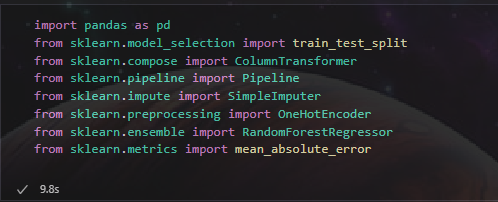 import pandas as pd
from sklearn.model_selection import train_test_split
from sklearn.compose import ColumnTransformer
from sklearn.pipeline import Pipeline
from sklearn.impute import SimpleImputer
from sklearn.preprocessing import OneHotEncoder
from sklearn.ensemble import RandomForestRegressor
from sklearn.metrics import mean_absolute_error
✓ 9.8s